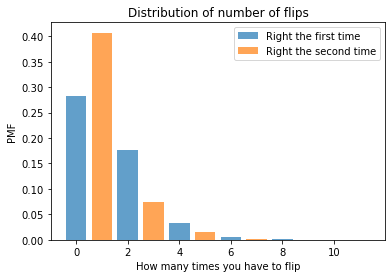 Distribution of number of flips
Right the first time
Right the second time
PMF
0.40
0.35
0.30
0.25
0.20
0.15
0.10
0.05
0.00
0 2 4 6 8 10
How many times you have to flip